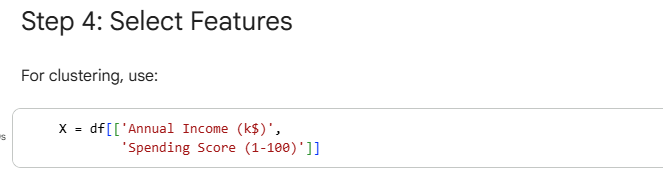 Step 4: Select Features
For clustering, use:
X = df[['Annual Income (k$)',
'Spending Score (1-100)']]